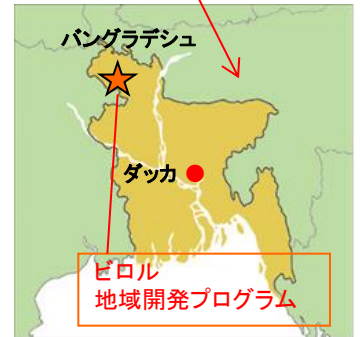 バングラデシュ
ダッカ
ビロル
地域開発プログラム